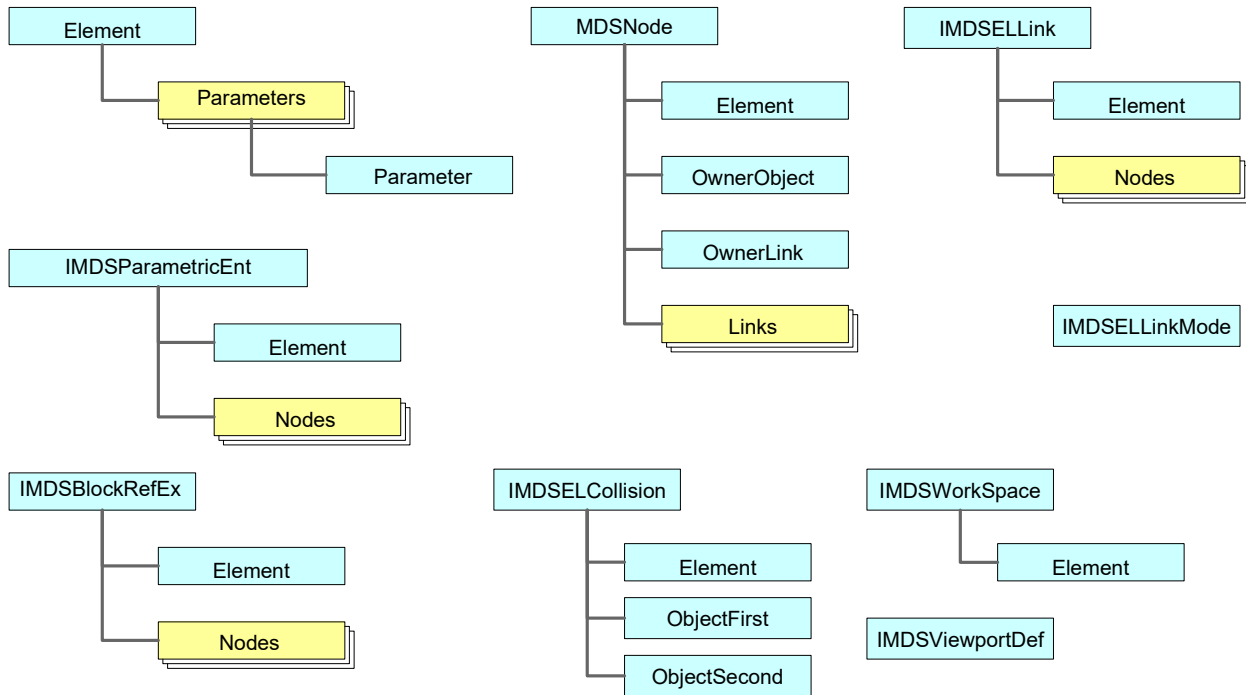 Element
Parameters
Parameter
MDSNode
Element
OwnerObject
OwnerLink
Links
IMDSELLink
Element
Nodes
IMDSELLinkMode
IMDSParametricEnt
Element
Nodes
IMDSBlockRefEx
Element
Nodes
IMDSELCollision
Element
ObjectFirst
ObjectSecond
IMDSWorkSpace
Element
IMDSViewportDef